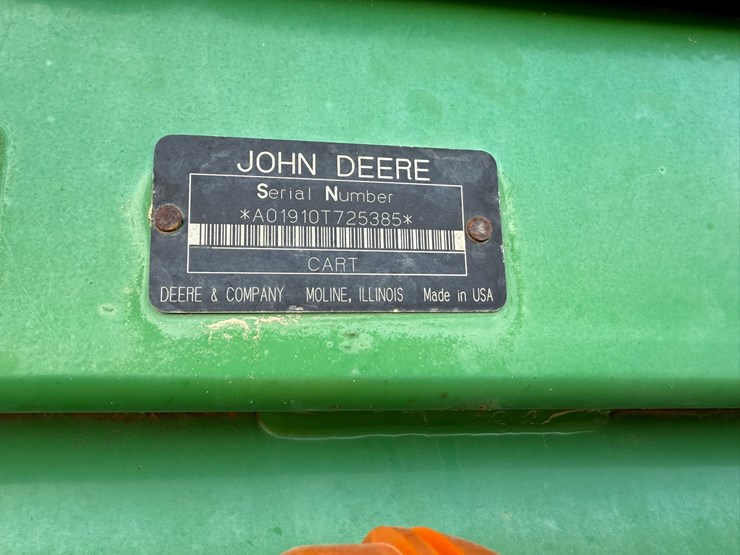 JOHN DEERE
Serial Number
*A01910T725385*
CART
DEERE & COMPANY MOLINE, ILLINOIS Made in USA